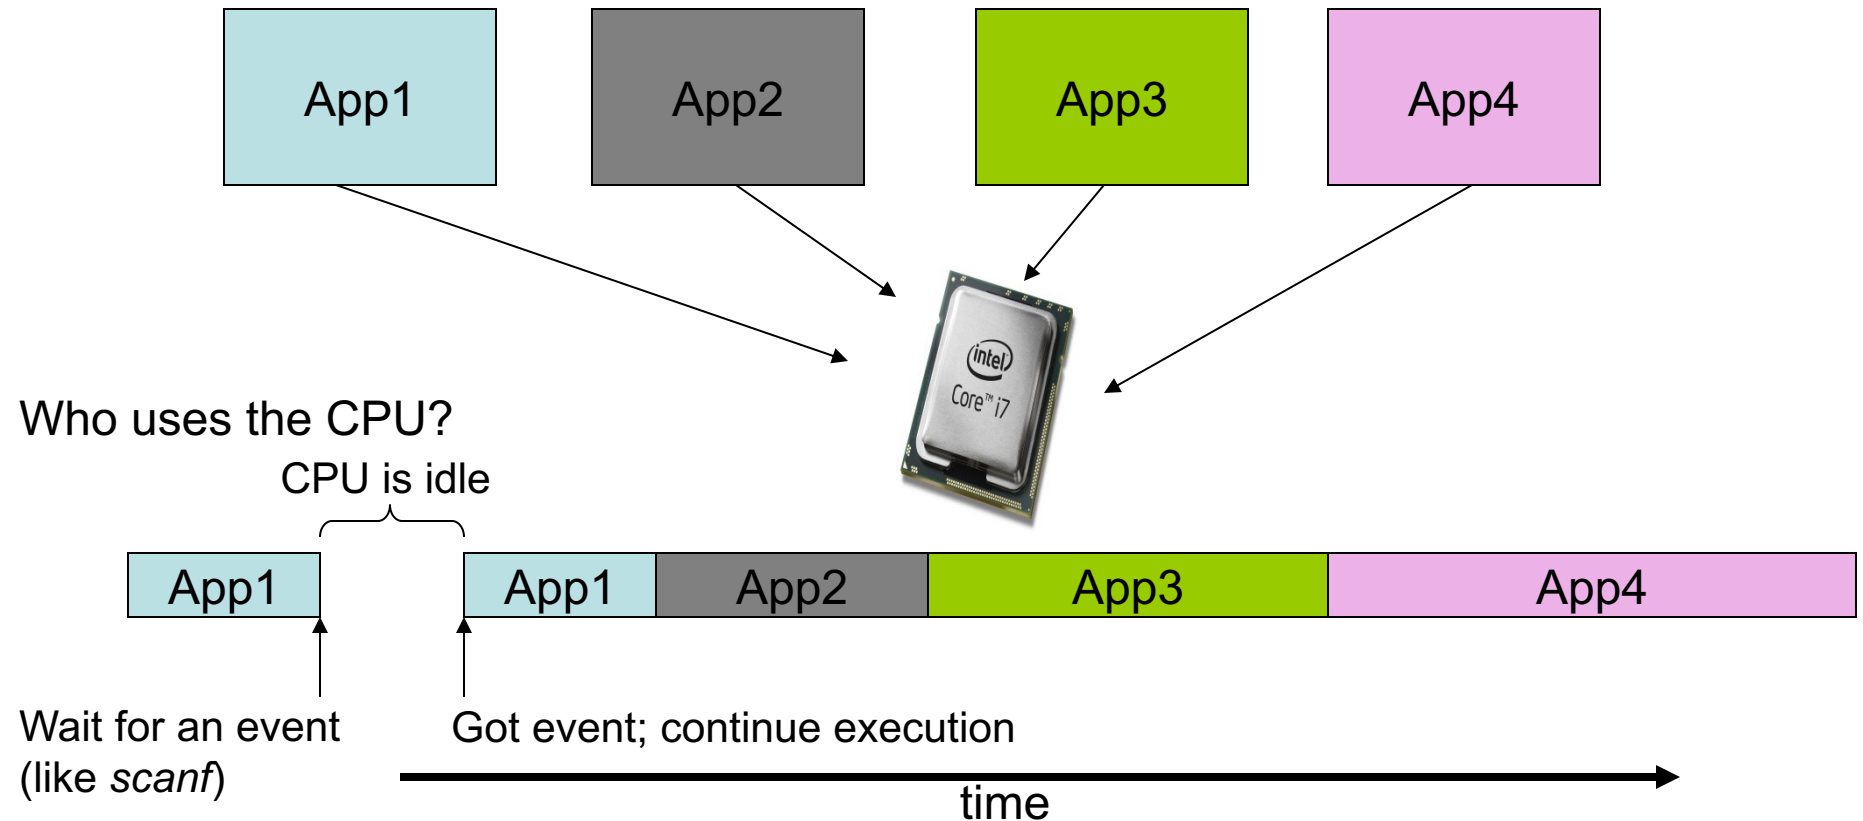 App1
App2
App3
App4
intel
Core™ i7
Who uses the CPU?
CPU is idle
App1
App1
App2
App3
App4
Wait for an event
(like scanf)
Got event; continue execution
time